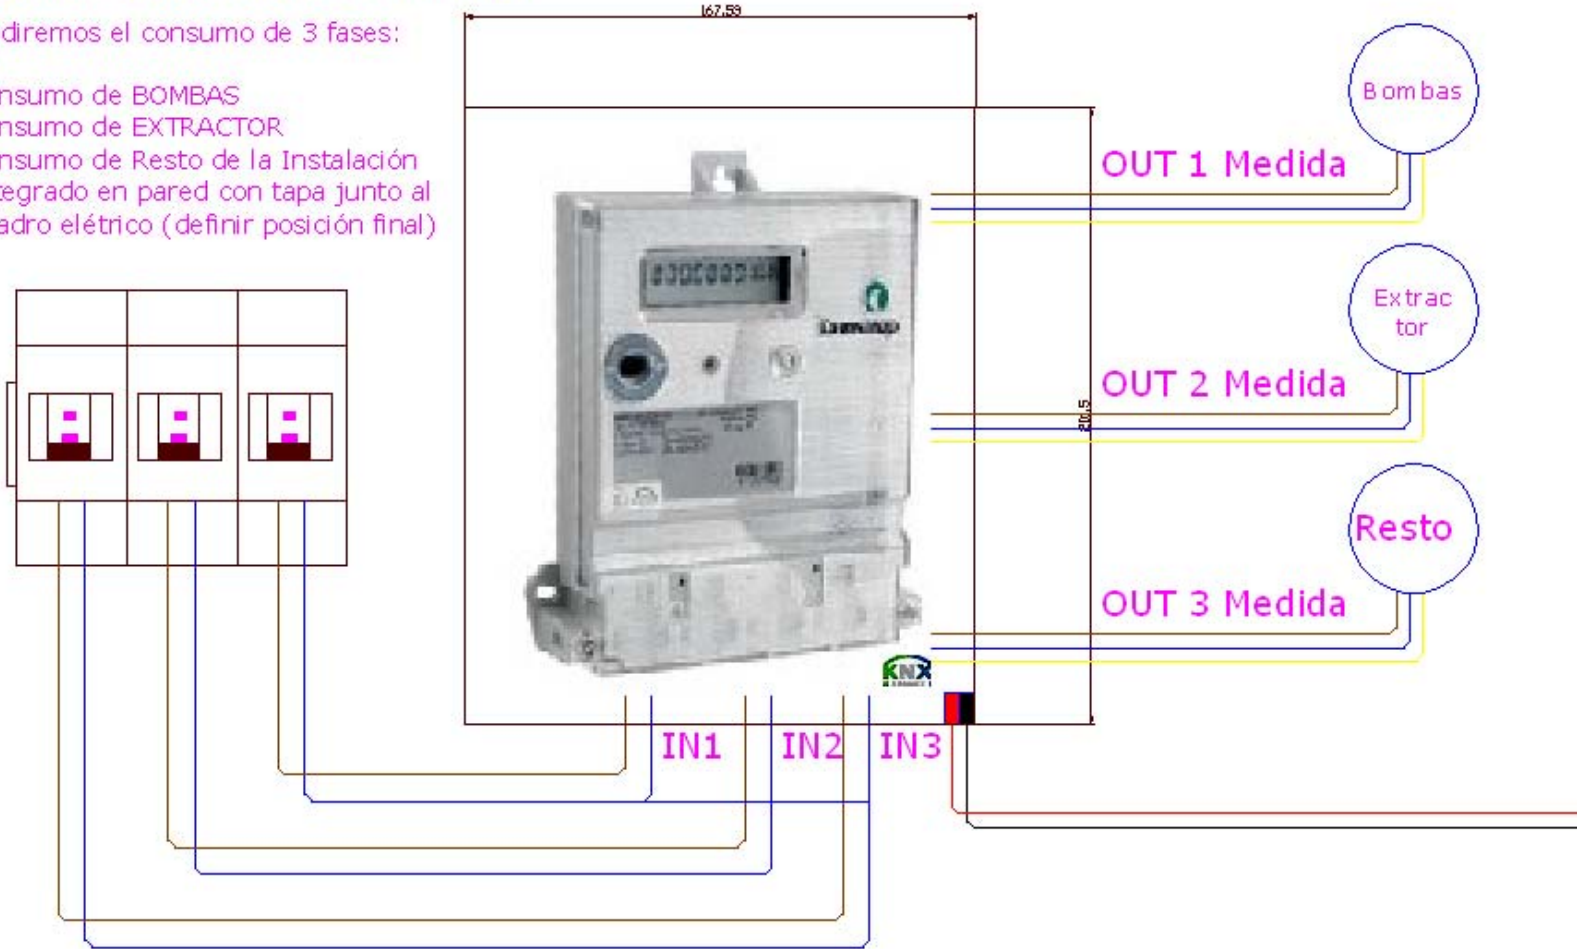 167.59
diremos el consumo de 3 fases:
nsumo de BOMBAS
nsumo de EXTRACTOR
nsumo de Resto de la Instalación
tegrado en pared con tapa junto al
adro elétrico (definir posición final)
Bombas
OUT 1 Medida
Extrac
tor
OUT 2 Medida
Resto
OUT 3 Medida
KNX
IN1
IN2
IN3